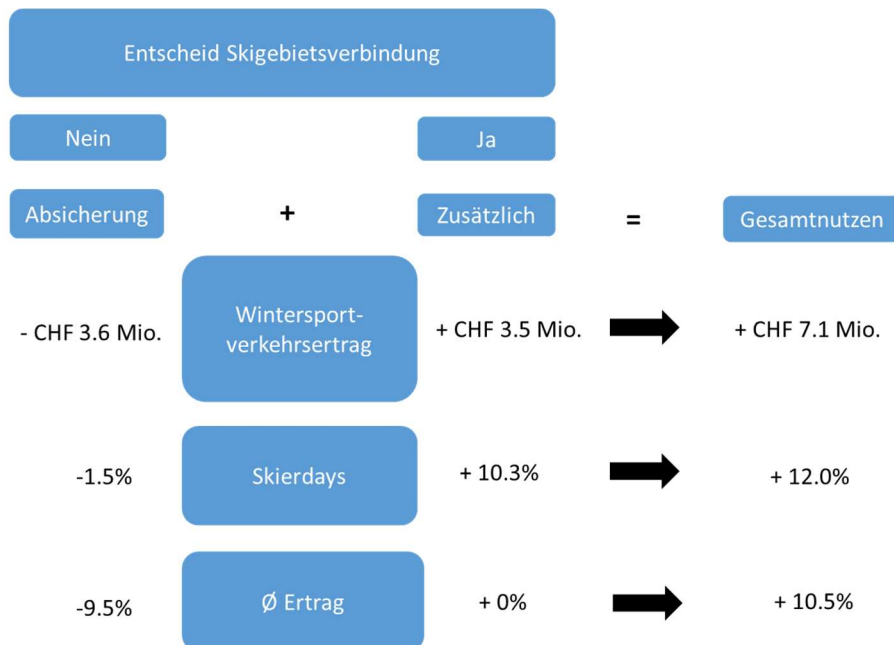 Entscheid Skigebietsverbindung
Nein
Ja
Absicherung
+
Zusätzlich
=
Gesamtnutzen
- CHF 3.6 Mio.
Wintersport-
verkehrsertrag
+ CHF 3.5 Mio.
+ CHF 7.1 Mio.
-1.5%
Skierdays
+ 10.3%
+ 12.0%
-9.5%
Ø Ertrag
+ 0%
+ 10.5%